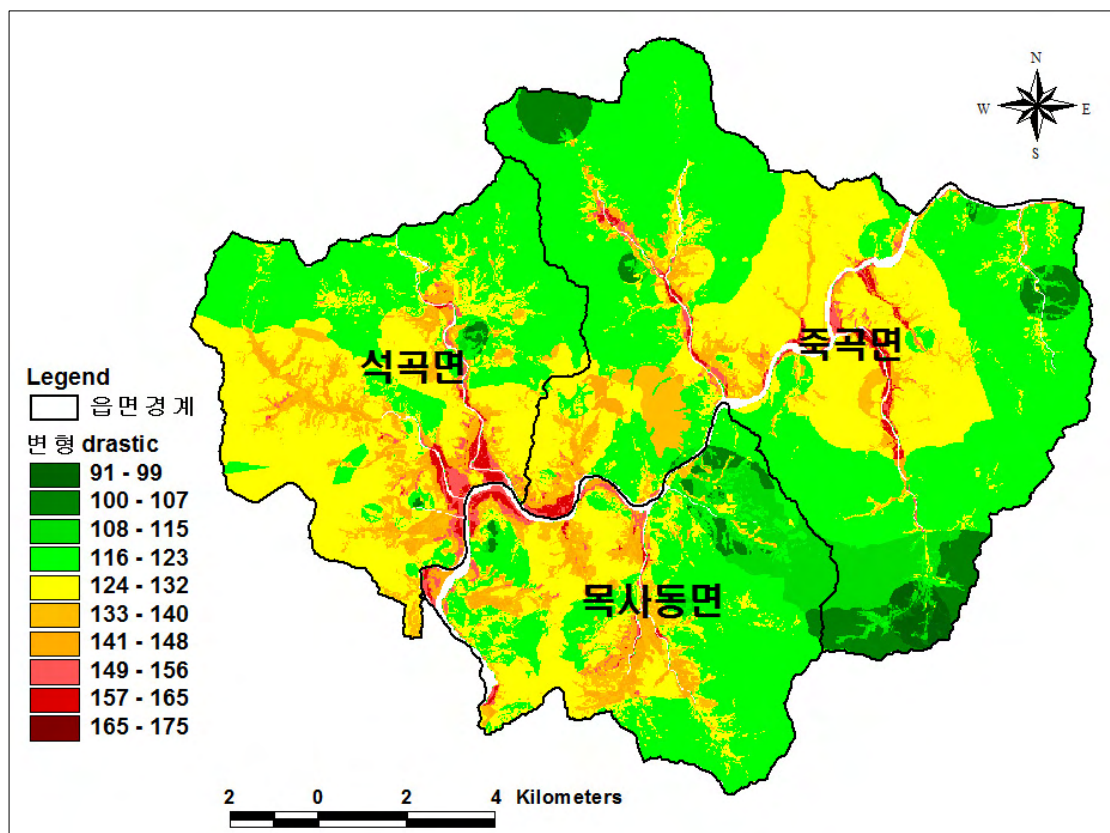 N
W E
S
죽곡면
석곡면
목사동면
Legend
읍면경계
변형 drastic
91 - 99
100 - 107
108 - 115
116 - 123
124 - 132
133 - 140
141 - 148
149 - 156
157 - 165
165 - 175
2 0 2 4 Kilometers